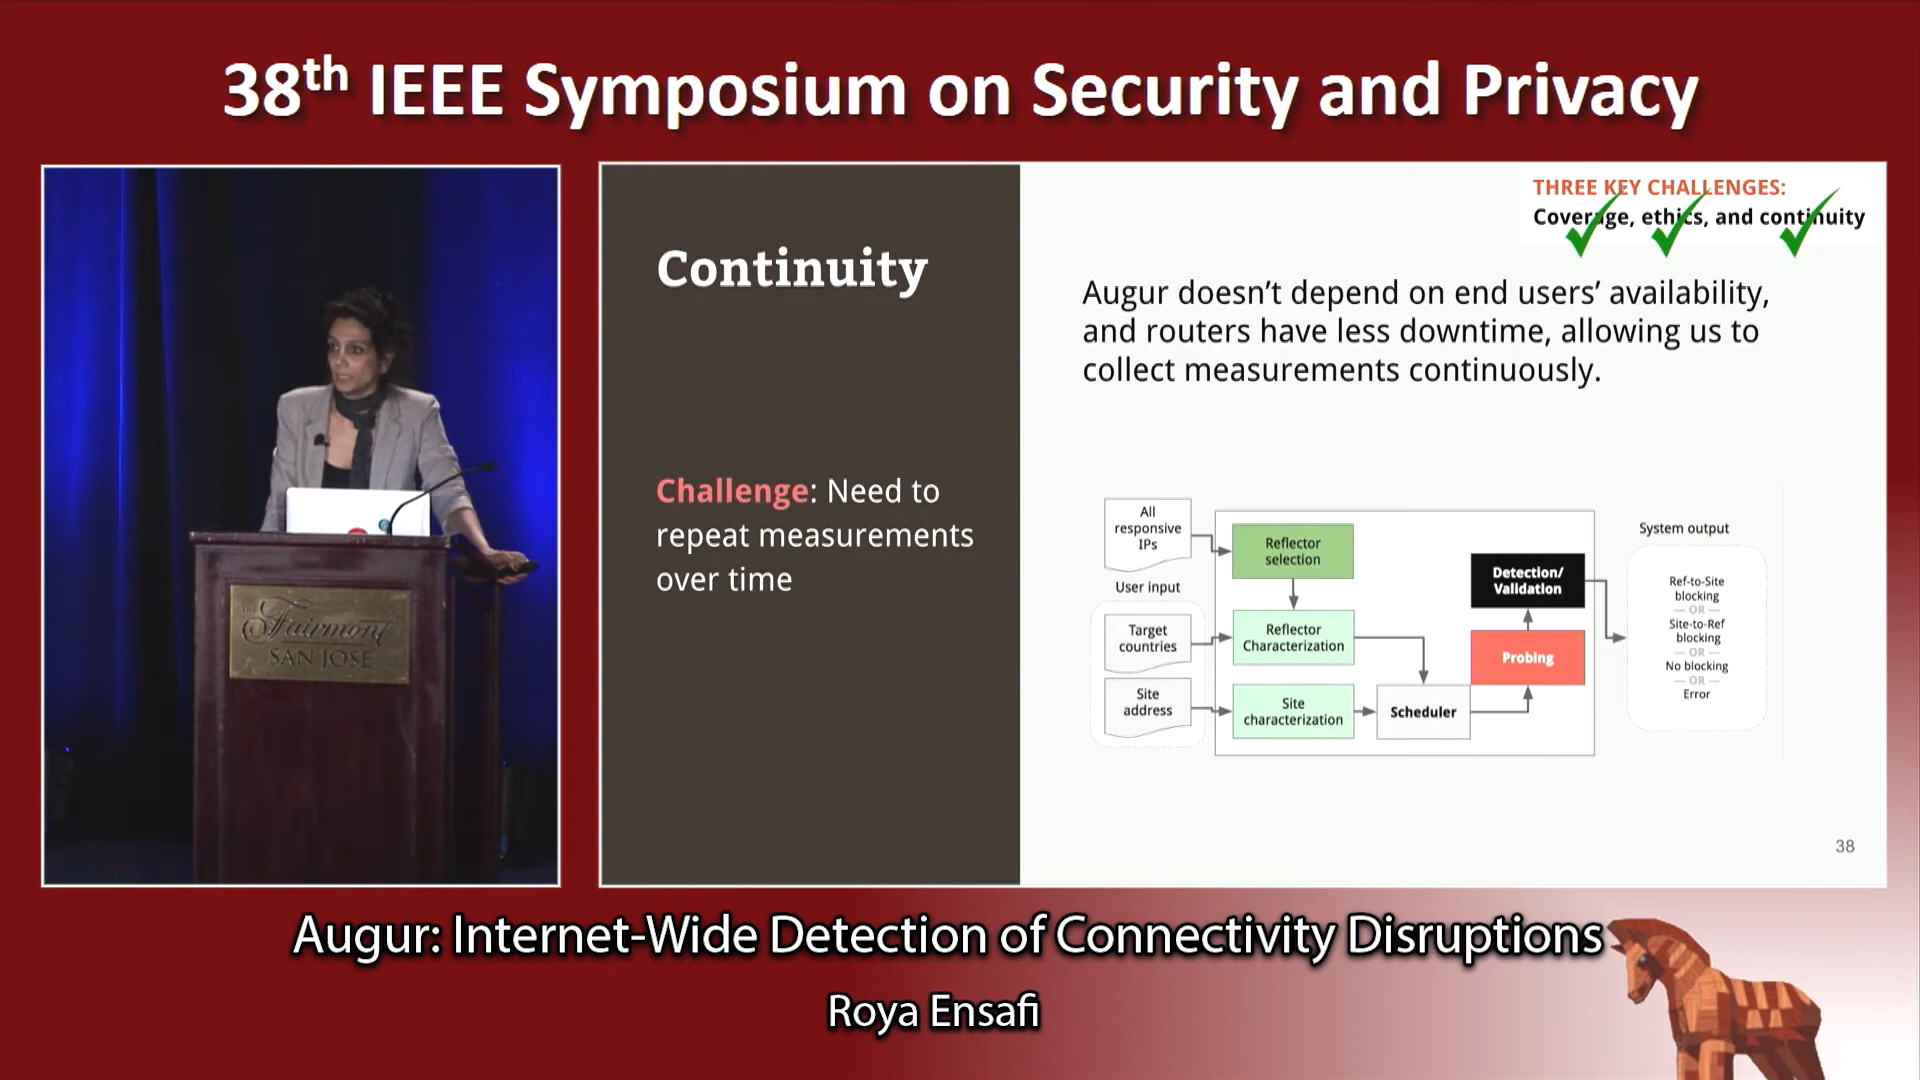 38th IEEE Symposium on Security and Privacy
THREE KEY CHALLENGES:
Coverage, ethics, and continuity
Continuity
Augur doesn’t depend on end users’ availability,
and routers have less downtime, allowing us to
collect measurements continuously.
Challenge: Need to
repeat measurements
over time
All
responsive
IPs
User input
Target
countries
Site
address
Reflector
selection
Reflector
Characterization
Site
characterization
Scheduler
Detection/
Validation
Probing
System output
Ref-to-Site
blocking
— OR —
Site-to-Ref
blocking
— OR —
No blocking
— OR —
Error
38
THE
Fairmont
SAN JOSE
Augur: Internet-Wide Detection of Connectivity Disruptions
Roya Ensafi